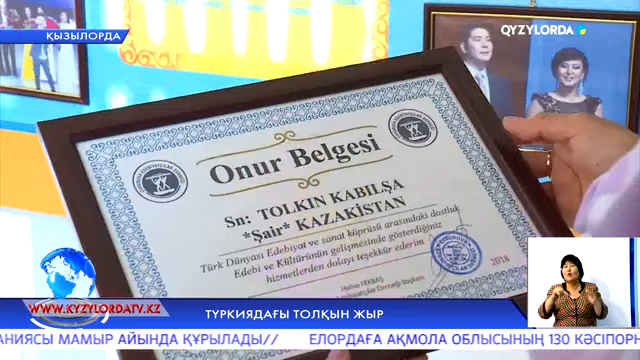 ҚЫЗЫЛОРДА
QYZYLORDA
Onur Belgesi
Sn: TOLKIN KABILŞA
*Şair* KAZAKİSTAN
Türk Dünyası Edebiyat ve sanat köprüsü arasındaki dostluk
Edebi ve Kültürünün gelişmesinde gösterdiğiniz
hizmetlerden dolayı teşekkür ederim
2018
WWW.KYZYLORDATV.KZ
ТҮРКИЯДАҒЫ ТОЛҚЫН ЖЫР
АНИЯСЫ МАМЫР АЙЫНДА ҚҰРЫЛАДЫ// ЕЛОРДАҒА АҚМОЛА ОБЛЫСЫНЫҢ 130 КӘСІПОР